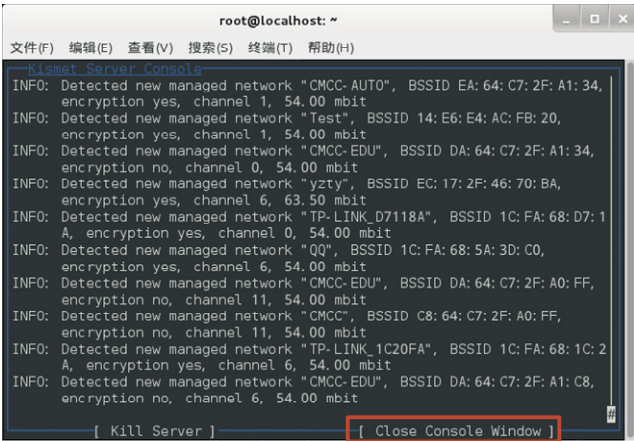 root@localhost: ~
文件(F) 编辑(E) 查看(V) 搜索(S) 终端(T) 帮助(H)
Kismet Server Console
INFO: Detected new managed network "CMCC-AUTO", BSSID EA:64:C7:2F:A1:34,
encryption yes, channel 1, 54.00 mbit
INFO: Detected new managed network "Test", BSSID 14:E6:E4:AC:FB:20,
encryption yes, channel 1, 54.00 mbit
INFO: Detected new managed network "CMCC-EDU", BSSID DA:64:C7:2F:A1:34,
encryption no, channel 0, 54.00 mbit
INFO: Detected new managed network "yzty", BSSID EC:17:2F:46:70:BA,
encryption yes, channel 6, 63.50 mbit
INFO: Detected new managed network "TP-LINK_D7118A", BSSID 1C:FA:68:D7:1
A, encryption yes, channel 0, 54.00 mbit
INFO: Detected new managed network "QQ", BSSID 1C:FA:68:5A:3D:C0,
encryption yes, channel 6, 54.00 mbit
INFO: Detected new managed network "CMCC-EDU", BSSID DA:64:C7:2F:A0:FF,
encryption no, channel 11, 54.00 mbit
INFO: Detected new managed network "CMCC", BSSID C8:64:C7:2F:A0:FF,
encryption no, channel 11, 54.00 mbit
INFO: Detected new managed network "TP-LINK_1C20FA", BSSID 1C:FA:68:1C:2
A, encryption yes, channel 6, 54.00 mbit
INFO: Detected new managed network "CMCC-EDU", BSSID DA:64:C7:2F:A1:C8,
encryption no, channel 6, 54.00 mbit
#
[ Kill Server ] [ Close Console Window ]